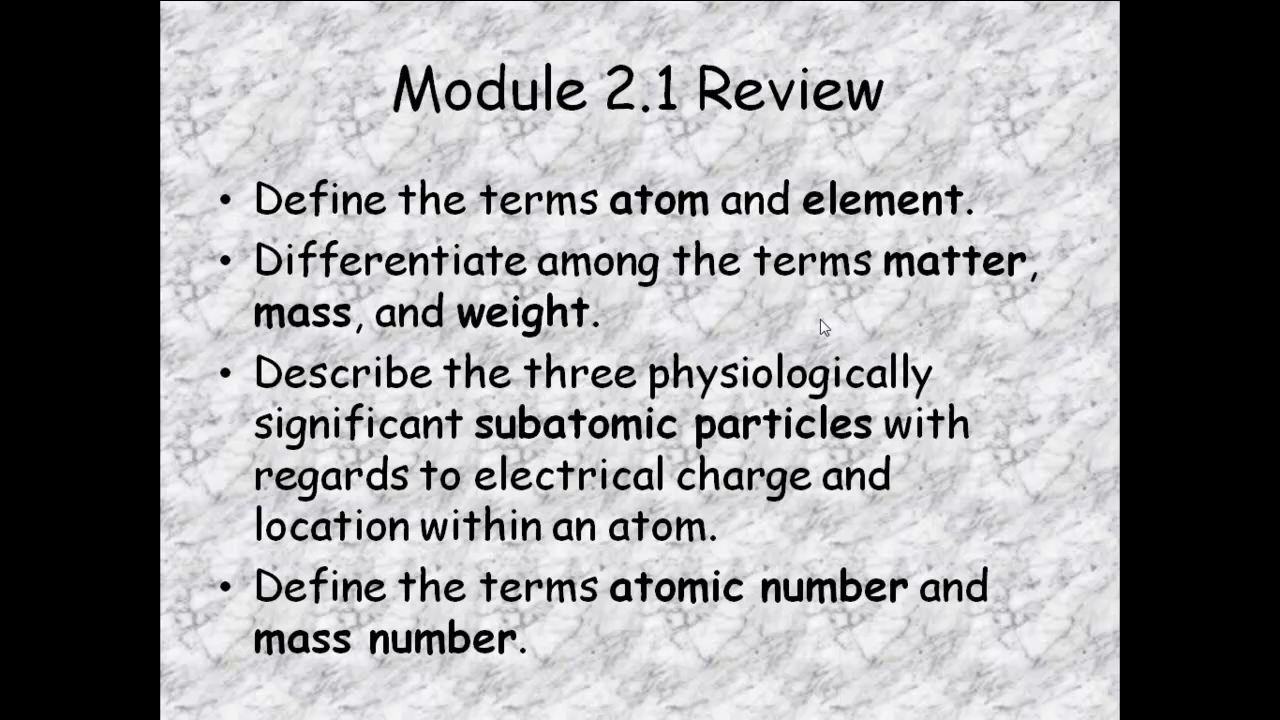 Module 2.1 Review
• Define the terms atom and element.
• Differentiate among the terms matter,
mass, and weight.
• Describe the three physiologically
significant subatomic particles with
regards to electrical charge and
location within an atom.
• Define the terms atomic number and
mass number.